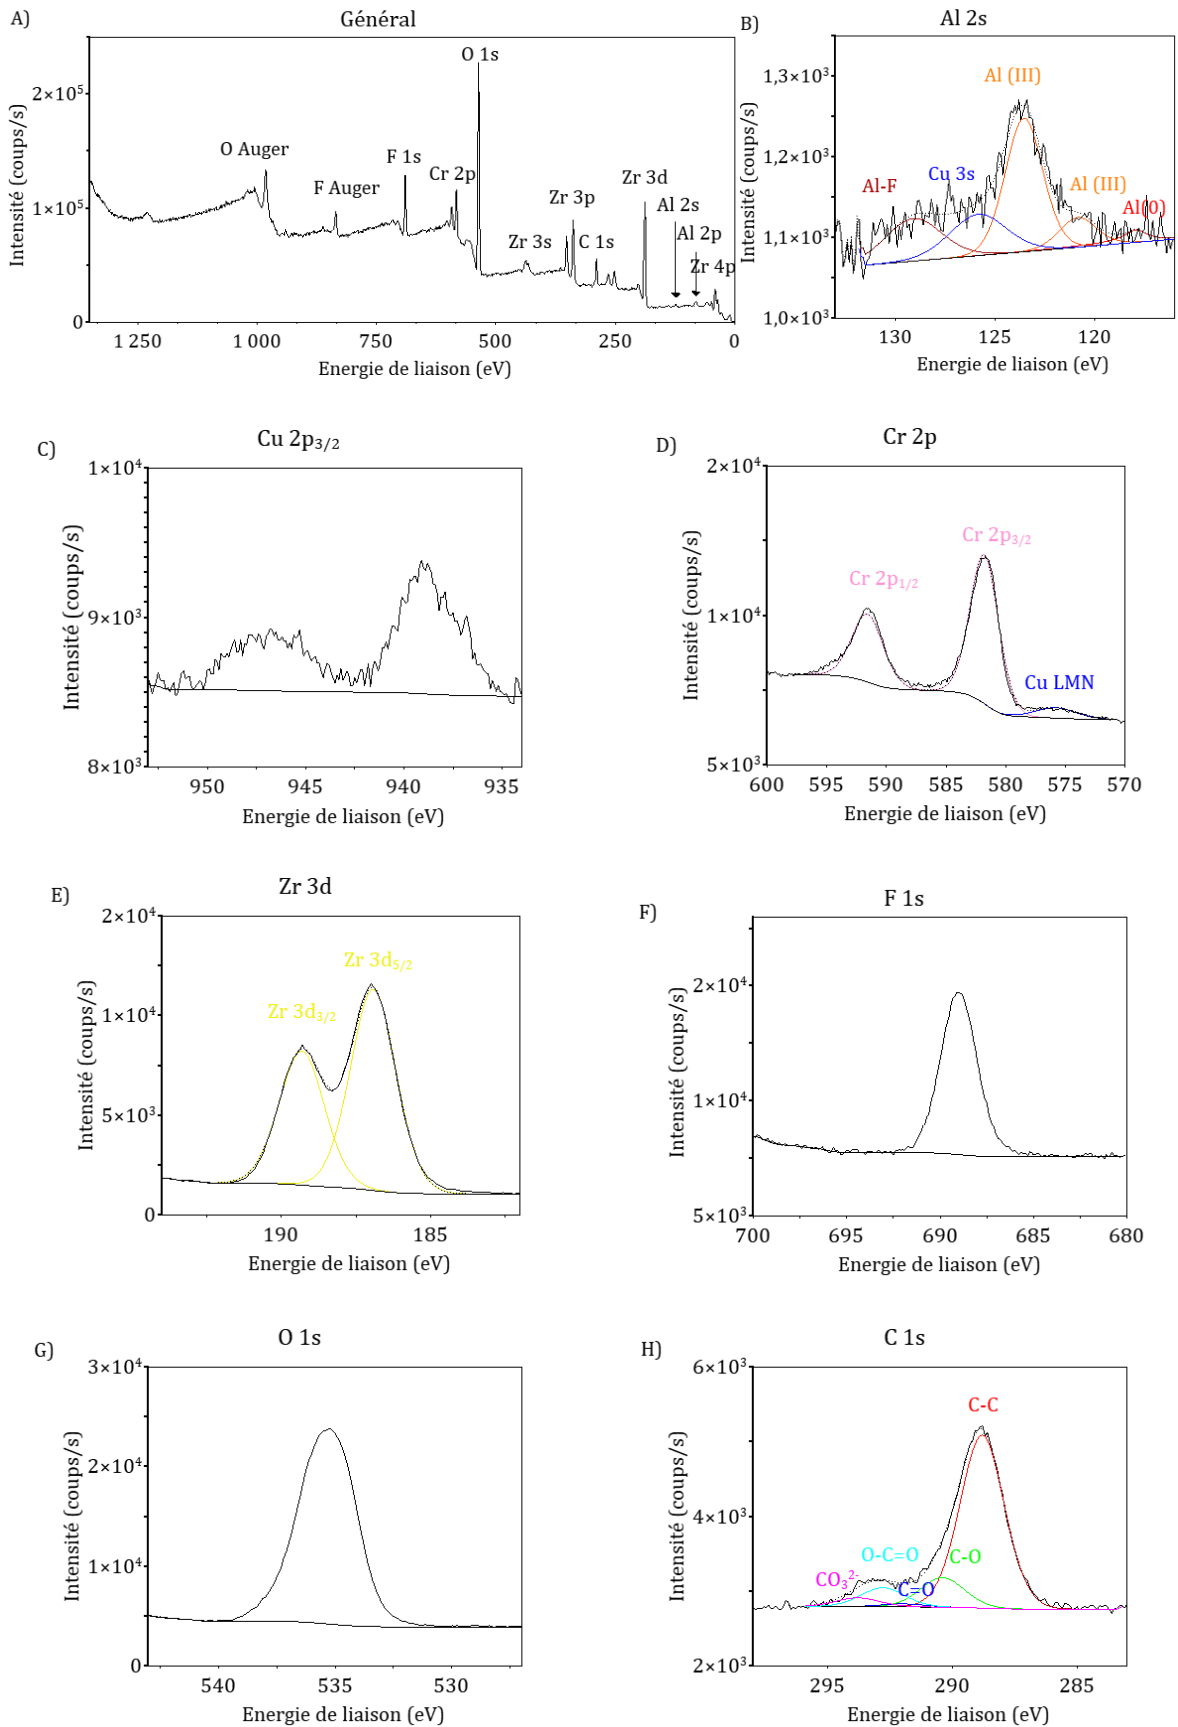 A)
Général
Intensité (coups/s)
2×10⁵
1×10⁵
0
O 1s
O Auger
F Auger
F 1s
Cr 2p
Zr 3s
Zr 3p
C 1s
Zr 3d
Al 2s
Al 2p
Zr 4p
1 250
1 000
750
500
250
0
Energie de liaison (eV)
B)
Al 2s
Intensité (coups/s)
1,3×10³
1,2×10³
1,1×10³
1,0×10³
Al (III)
Cu 3s
Al-F
Al (III)
Al(0)
130
125
120
Energie de liaison (eV)
C)
Cu 2p₃/₂
Intensité (coups/s)
1×10⁴
9×10³
8×10³
950
945
940
935
Energie de liaison (eV)
D)
Cr 2p
Intensité (coups/s)
2×10⁴
1×10⁴
5×10³
Cr 2p₃/₂
Cr 2p₁/₂
Cu LMN
600
595
590
585
580
575
570
Energie de liaison (eV)
E)
Zr 3d
Intensité (coups/s)
2×10⁴
1×10⁴
5×10³
0
Zr 3d₅/₂
Zr 3d₃/₂
190
185
Energie de liaison (eV)
F)
F 1s
Intensité (coups/s)
2×10⁴
1×10⁴
5×10³
700
695
690
685
680
Energie de liaison (eV)
G)
O 1s
Intensité (coups/s)
3×10⁴
2×10⁴
1×10⁴
0
540
535
530
Energie de liaison (eV)
H)
C 1s
Intensité (coups/s)
6×10³
4×10³
2×10³
C-C
O-C=O
C-O
CO₃²⁻
C=O
295
290
285
Energie de liaison (eV)